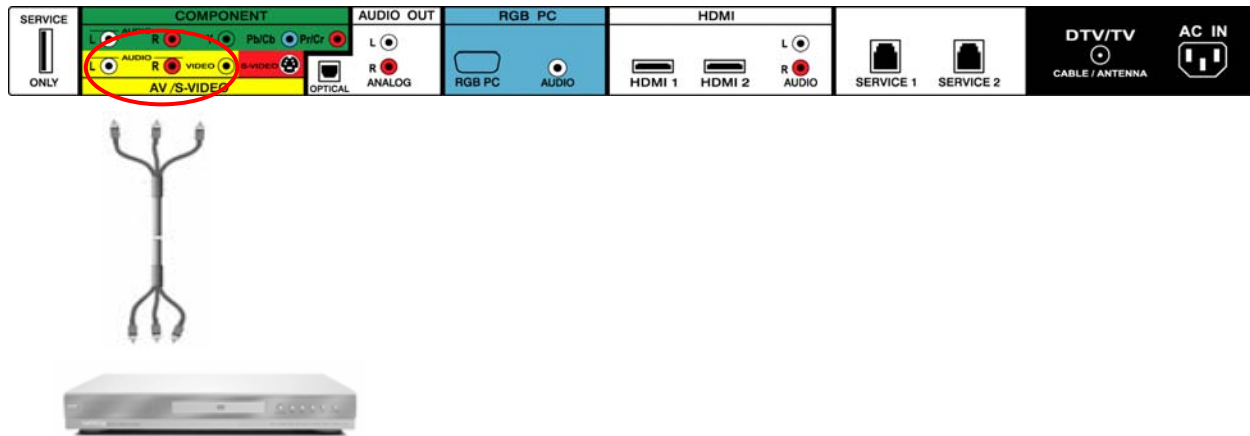 SERVICE
ONLY
COMPONENT
L AUDIO R Y Pb/Cb Pr/Cr
L AUDIO R VIDEO S-VIDEO
AV /S-VIDEO
OPTICAL
AUDIO OUT
L
R
ANALOG
RGB PC
RGB PC AUDIO
HDMI
L
R
HDMI 1 HDMI 2 AUDIO
SERVICE 1 SERVICE 2
DTV/TV
CABLE / ANTENNA
AC IN